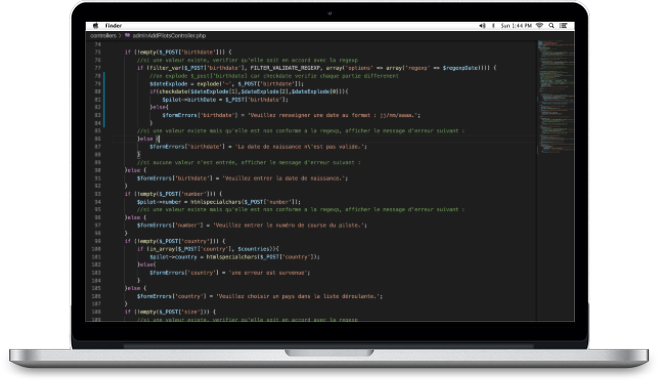 Finder
Sun 1:44 PM
controllers > adminAddPilotsController.php
74
75 if (!empty($_POST['birthdate'])) {
76 //si une valeur existe, verifier qu'elle soit en accord avec la regexp
77 if (filter_var($_POST['birthdate'], FILTER_VALIDATE_REGEXP, array('options' => array('regexp' => $regexpDate)))) {
78 //on explode $_post['birthdate'] car checkdate verifie chaque partie différement
79 $dateExplode = explode('-', $_POST['birthdate']);
80 if(checkdate($dateExplode[1],$dateExplode[2],$dateExplode[0])){
81 $pilot->birthDate = $_POST['birthdate'];
82 }else{
83 $formErrors['birthdate'] = 'Veuillez renseigner une date au format : jj/mm/aaaa.';
84 }
85 //si une valeur existe mais qu'elle est non conforme a la regexp, afficher le message d'erreur suivant :
86 }else {
87 $formErrors['birthdate'] = 'La date de naissance n\'est pas valide.';
88 }
89 //si aucune valeur n'est entrée, afficher le message d'erreur suivant :
90 }else {
91 $formErrors['birthdate'] = 'Veuillez entrer la date de naissance.';
92 }
93 if (!empty($_POST['number'])) {
94 $pilot->number = htmlspecialchars($_POST['number']);
95 //si une valeur existe mais qu'elle est non conforme a la regexp, afficher le message d'erreur suivant :
96 }else {
97 $formErrors['number'] = 'Veuillez entrer le numéro de course du pilote.';
98 }
99 if (!empty($_POST['country'])) {
100 if (in_array($_POST['country'], $countries)){
101 $pilot->country = htmlspecialchars($_POST['country']);
102 }else{
103 $formErrors['country'] = 'une erreur est survenue';
104 }
105 }else {
106 $formErrors['country'] = 'Veuillez choisir un pays dans la liste déroulante.';
107 }
108 if (!empty($_POST['size'])) {
109 //si une valeur existe, verifier qu'elle soit en accord avec la regexp